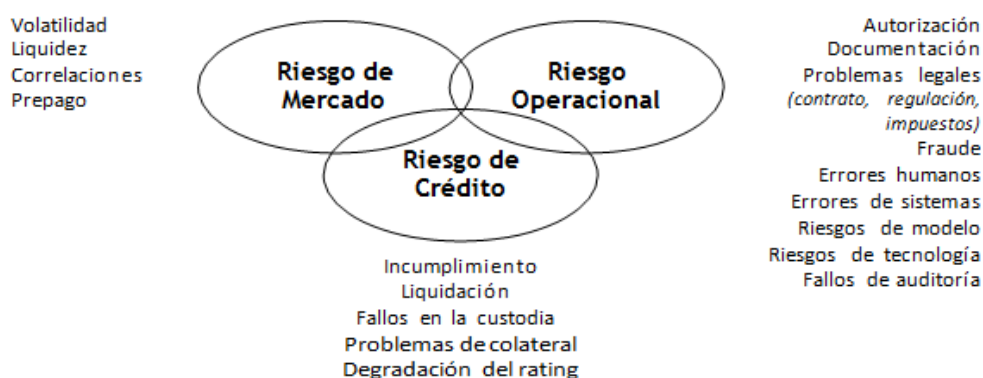 Volatilidad
Liquidez
Correlaciones
Prepago
Riesgo de
Mercado
Riesgo
Operacional
Riesgo de
Crédito
Autorización
Documentación
Problemas legales
(contrato, regulación,
impuestos)
Fraude
Errores humanos
Errores de sistemas
Riesgos de modelo
Riesgos de tecnología
Fallos de auditoría
Incumplimiento
Liquidación
Fallos en la custodia
Problemas de colateral
Degradación del rating